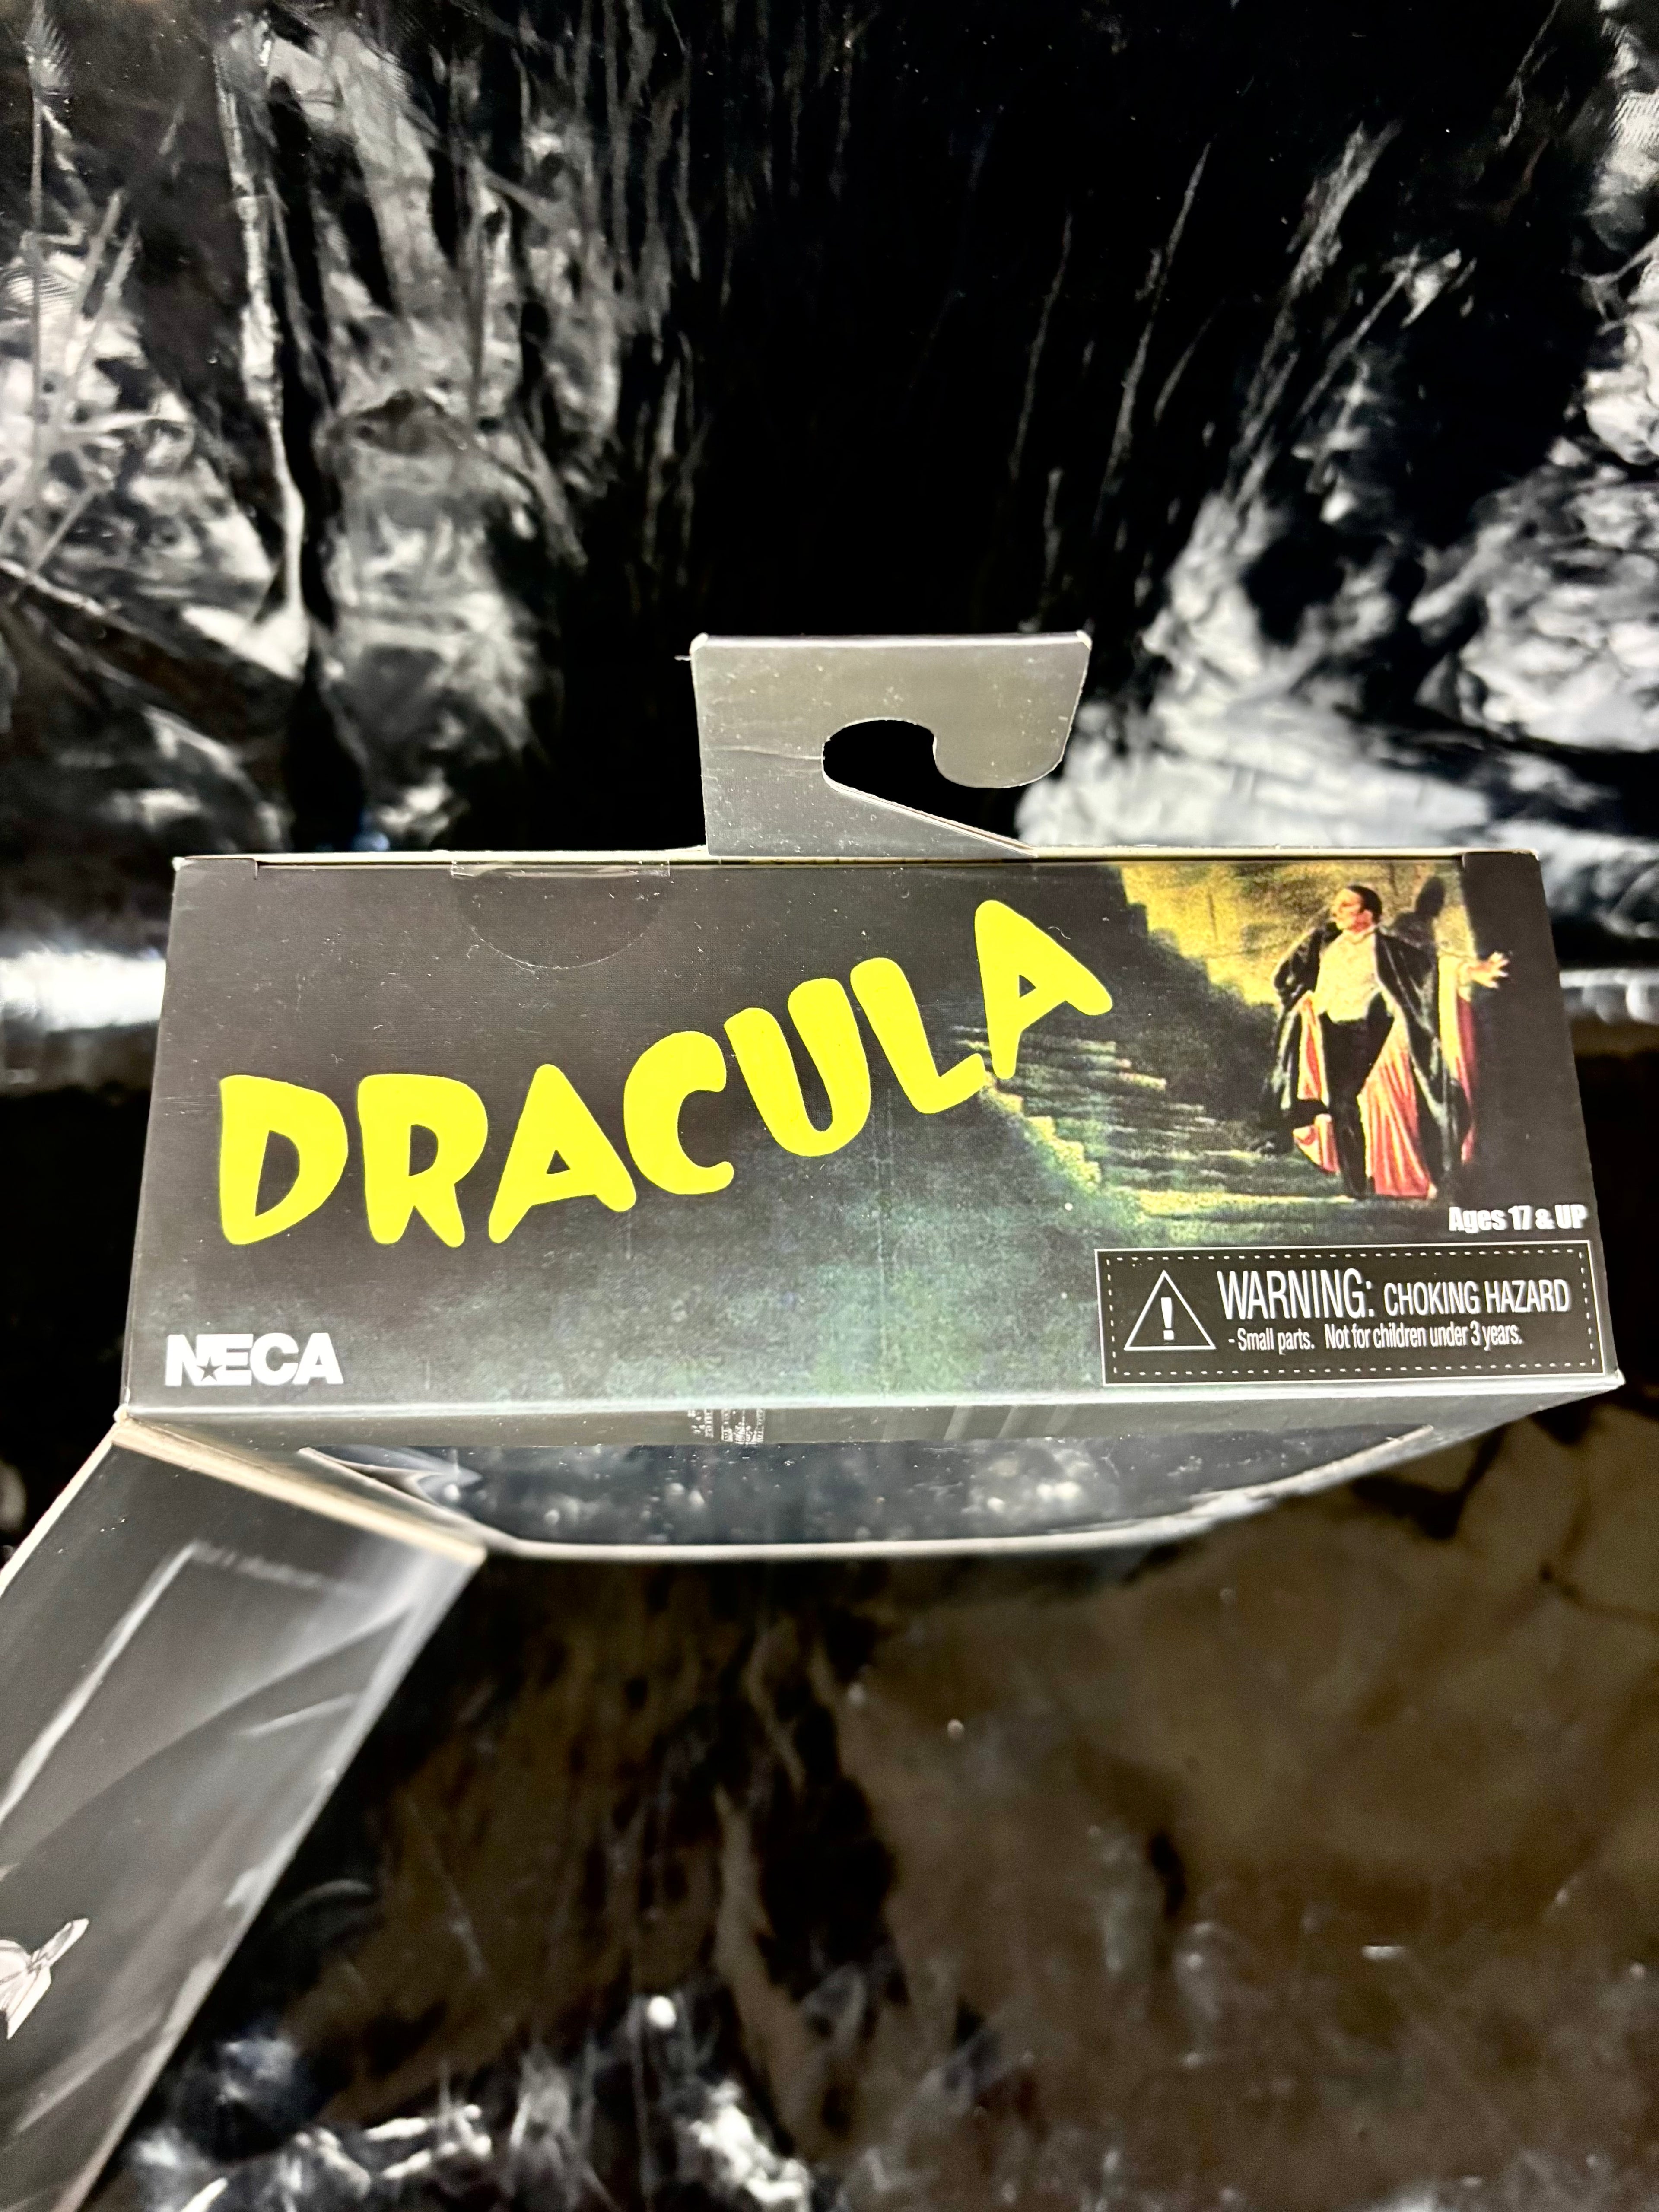 DRACULA
Ages 17 & UP
WARNING: CHOKING HAZARD
- Small parts. Not for children under 3 years.
NECA